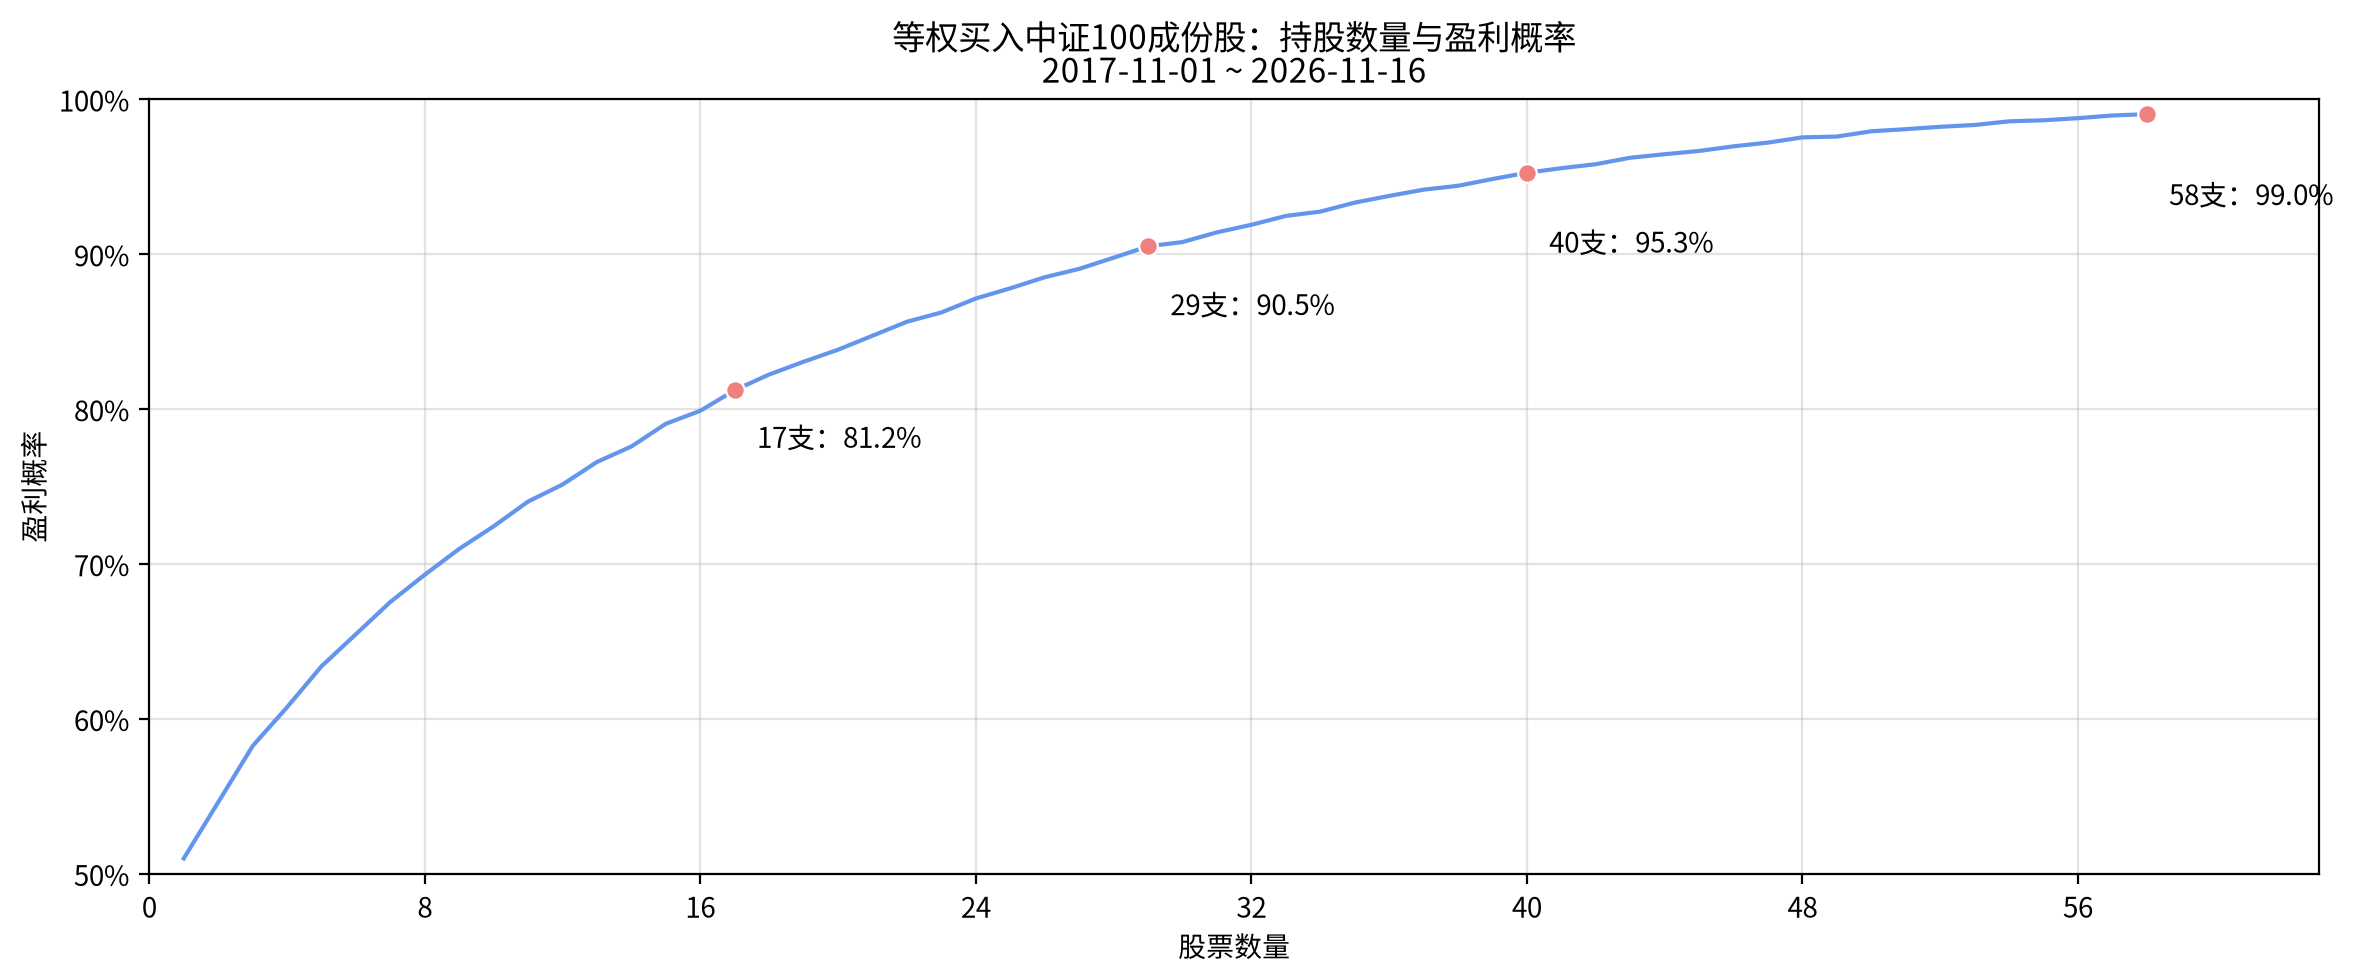 等权买入中证100成份股：持股数量与盈利概率
2017-11-01 ~ 2026-11-16
100%
90%
80%
70%
60%
50%
盈利概率
17支：81.2%
29支：90.5%
40支：95.3%
58支：99.0%
0 8 16 24 32 40 48 56
股票数量